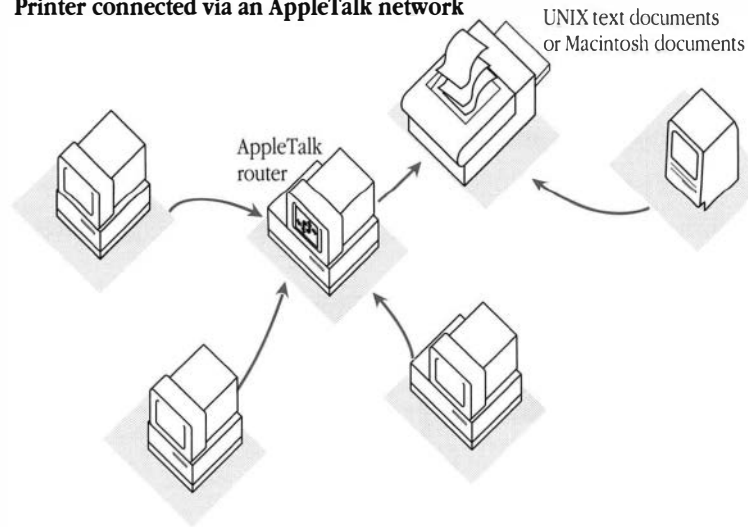 Printer connected via an AppleTalk network
UNIX text documents
or Macintosh documents
AppleTalk
router